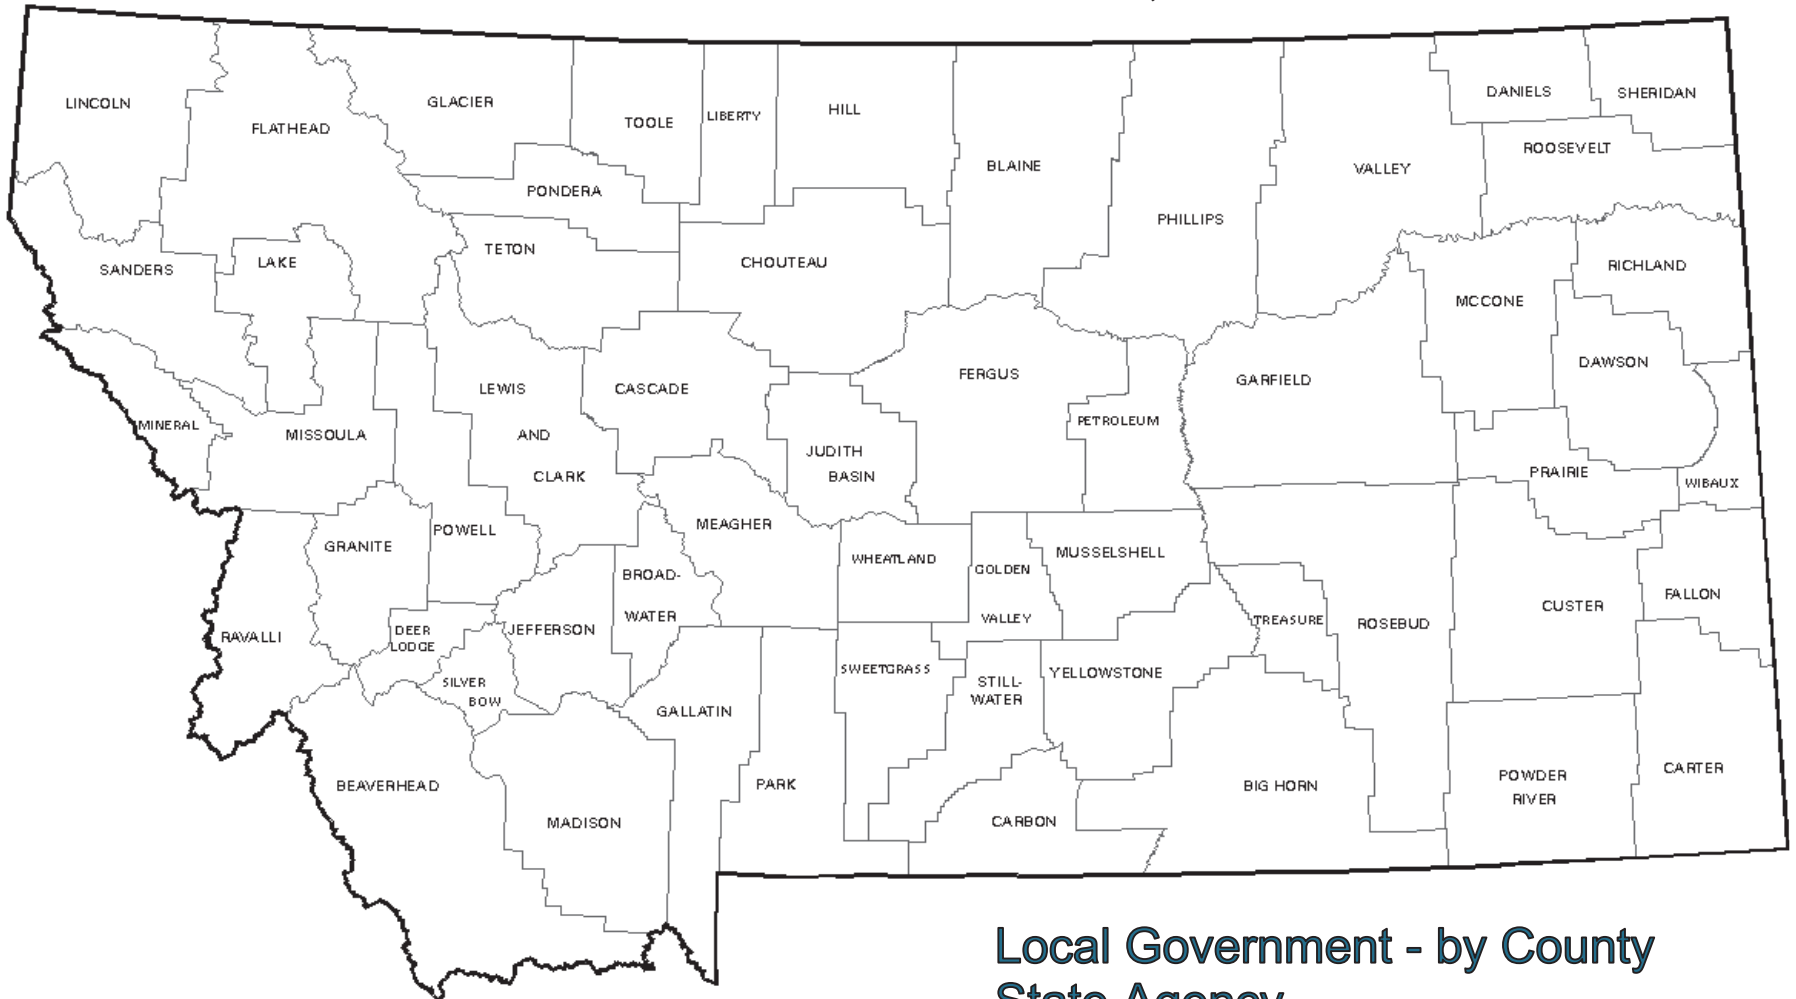 LINCOLN
FLATHEAD
GLACIER
TOOLE
LIBERTY
HILL
BLAINE
PHILLIPS
VALLEY
DANIELS
SHERIDAN
ROOSEVELT
PONDERA
TETON
CHOUTEAU
SANDERS
LAKE
RICHLAND
MCCONE
DAWSON
GARFIELD
FERGUS
PETROLEUM
LEWIS
AND
CLARK
CASCADE
JUDITH
BASIN
MINERAL
MISSOULA
PRAIRIE
WIBAUX
MEAGHER
POWELL
GRANITE
WHEATLAND
GOLDEN
VALLEY
MUSSELSHELL
BROAD-
WATER
TREASURE
ROSEBUD
CUSTER
FALLON
RAVALLI
DEER
LODGE
JEFFERSON
SILVER
BOW
SWEETGRASS
STILL-
WATER
YELLOWSTONE
GALLATIN
BEAVERHEAD
MADISON
PARK
CARBON
BIG HORN
POWDER
RIVER
CARTER
Local Government - by County
State Agency